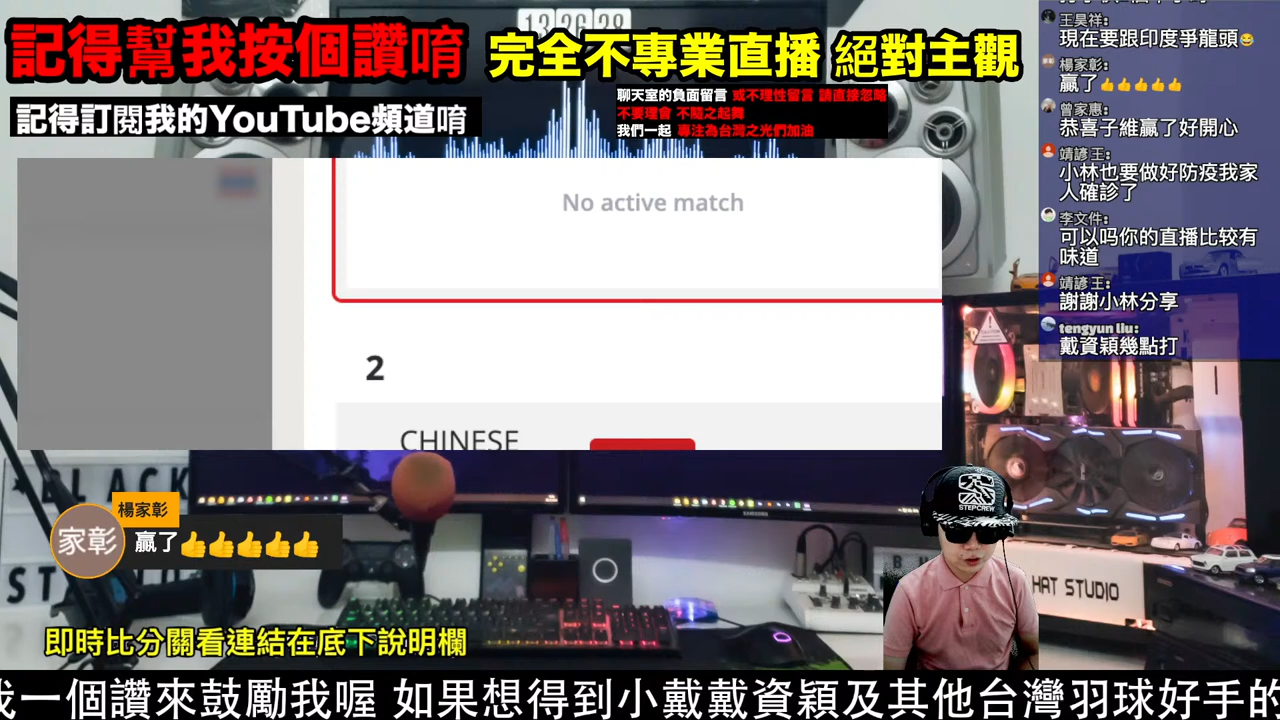 13 26 28
記得幫我按個讚唷
完全不專業直播 絕對主觀
記得訂閱我的YouTube頻道唷
聊天室的負面留言 或不理性留言 請直接忽略
不要理會 不隨之起舞
我們一起 專注為台灣之光們加油
王昊祥:
現在要跟印度爭龍頭😂
楊家彰:
贏了👍👍👍👍👍
曾家惠:
恭喜子維贏了好開心
靖諺 王:
小林也要做好防疫我家
人確診了
李文件:
可以吗你的直播比较有
味道
靖諺 王:
謝謝小林分享
tengyun liu:
戴資穎幾點打
No active match
2
CHINESE
BLACK
楊家彰
家彰
贏了👍👍👍👍👍
STEPCREW
SAMSUNG
HAT STUDIO
即時比分關看連結在底下說明欄
我一個讚來鼓勵我喔 如果想得到小戴戴資穎及其他台灣羽球好手的